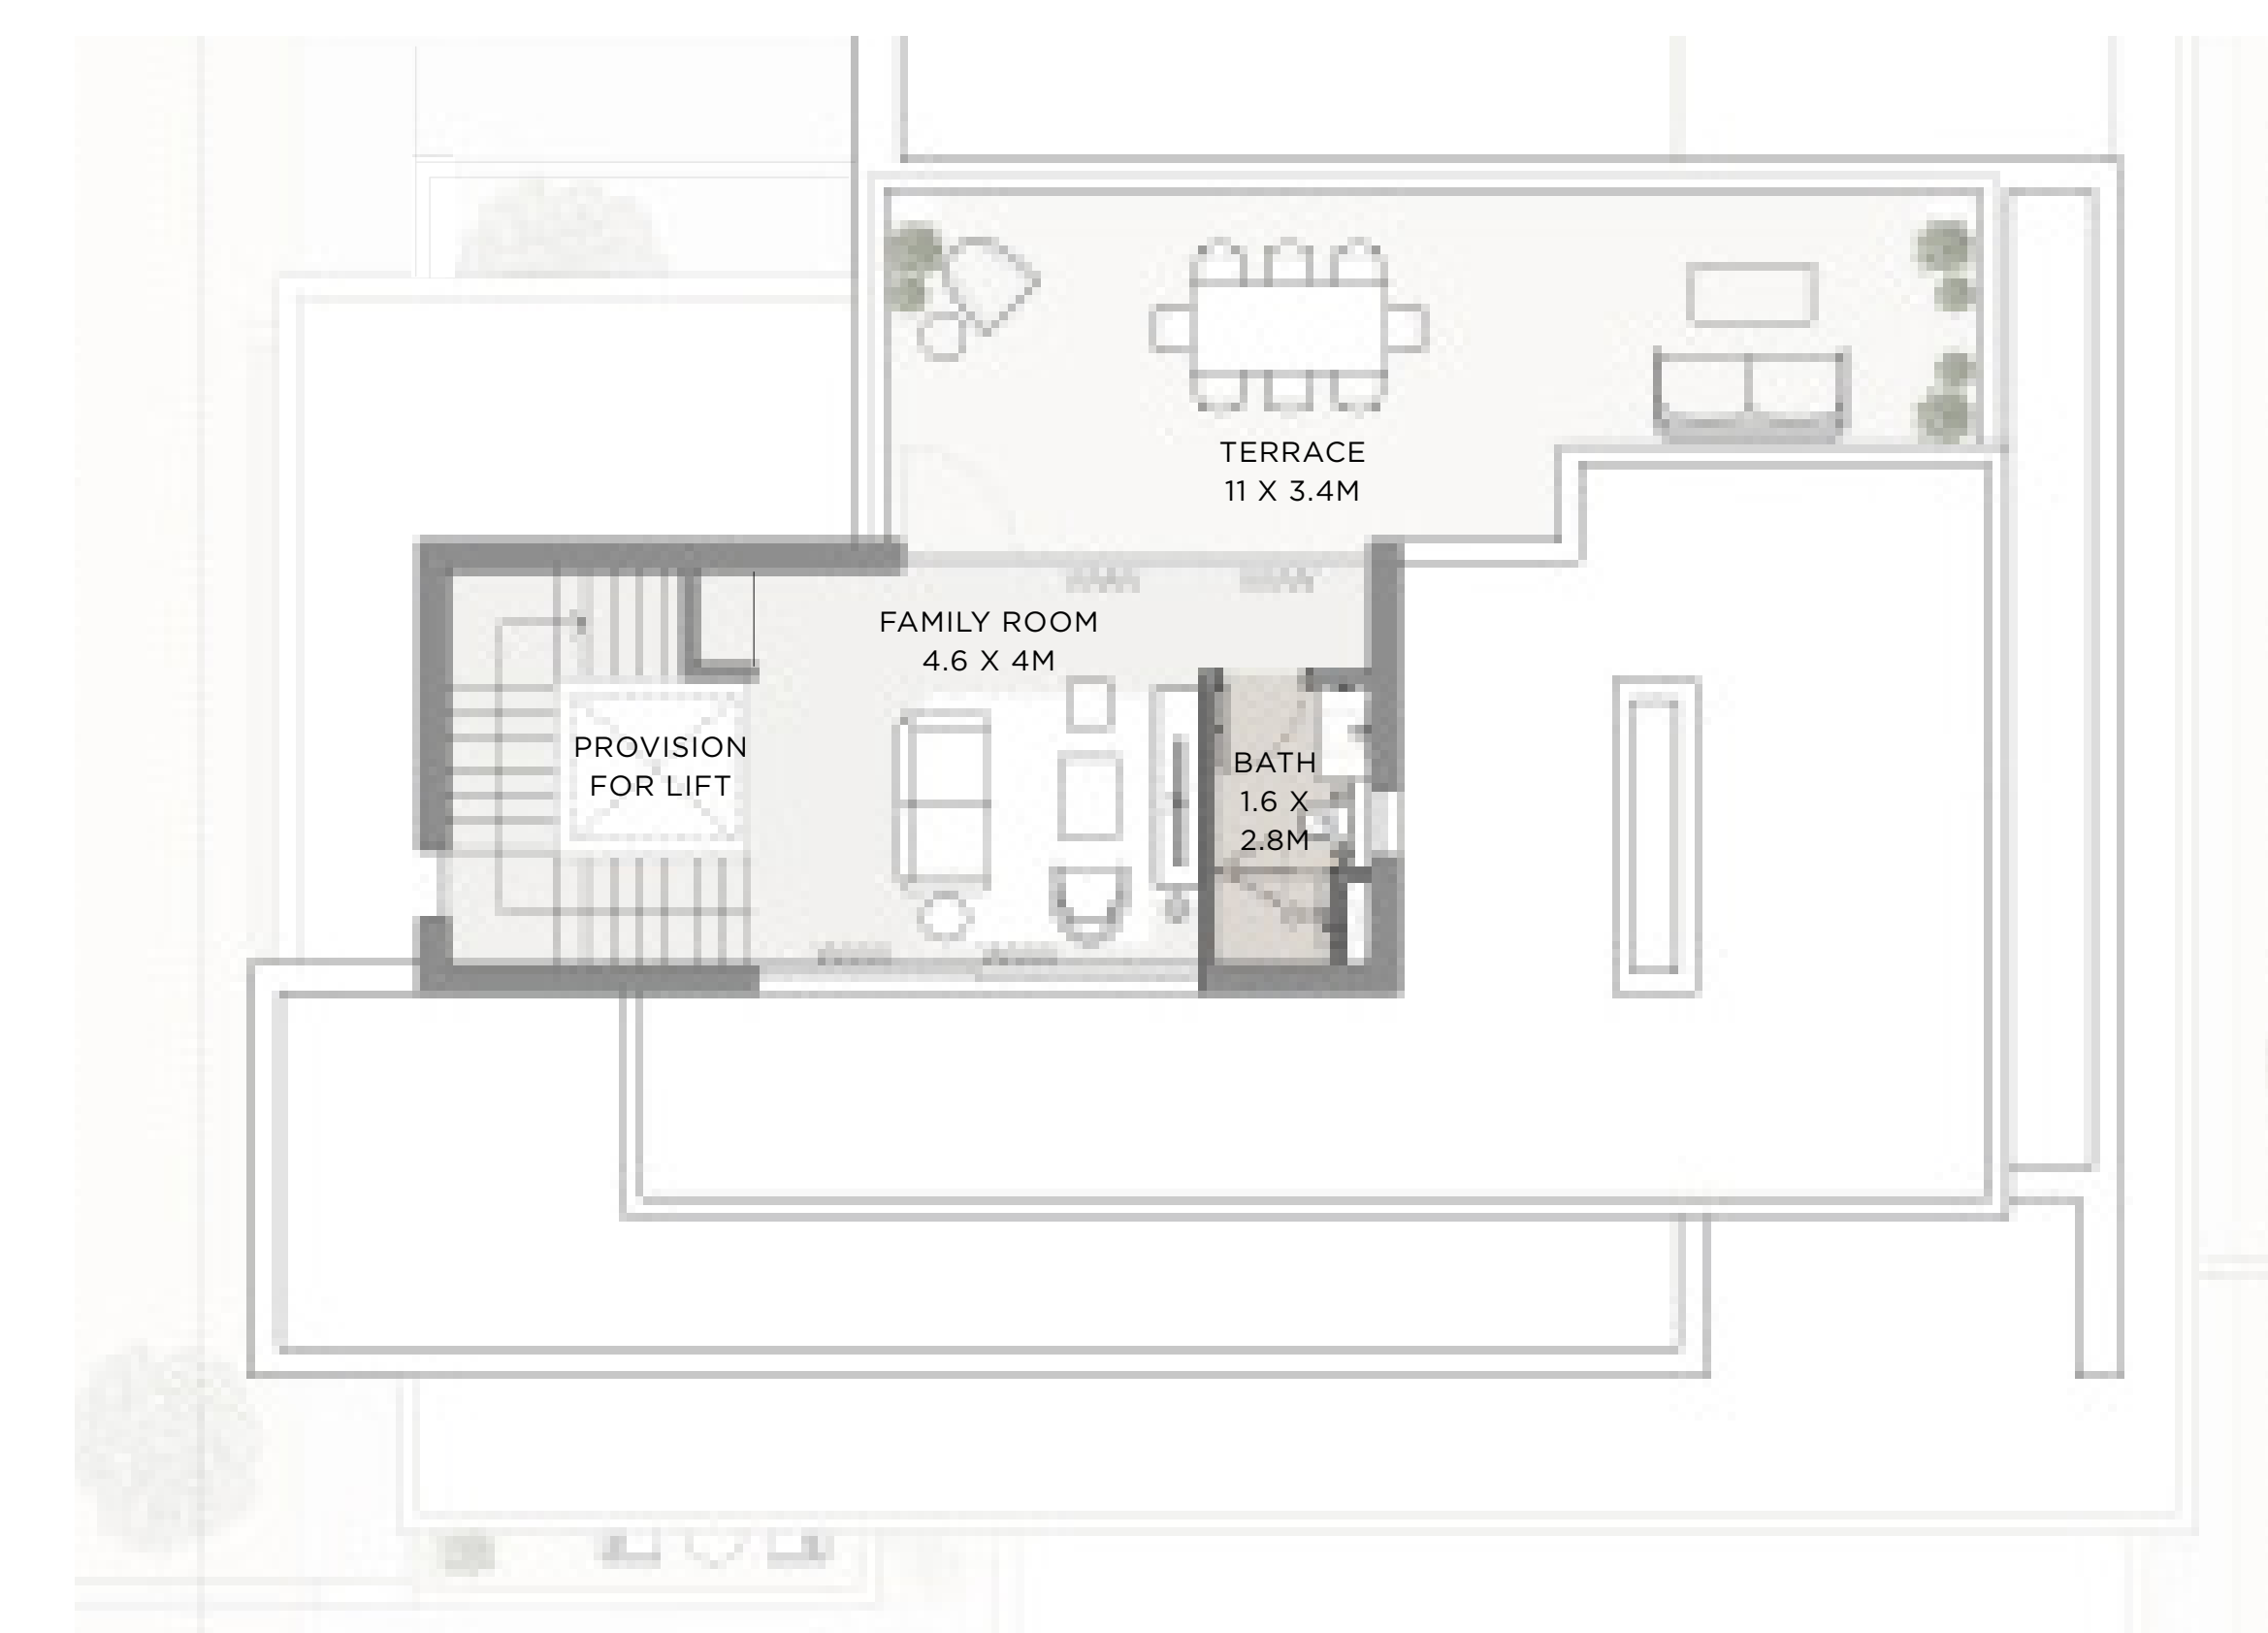 TERRACE
11 X 3.4M
FAMILY ROOM
4.6 X 4M
PROVISION
FOR LIFT
BATH
1.6 X
2.8M